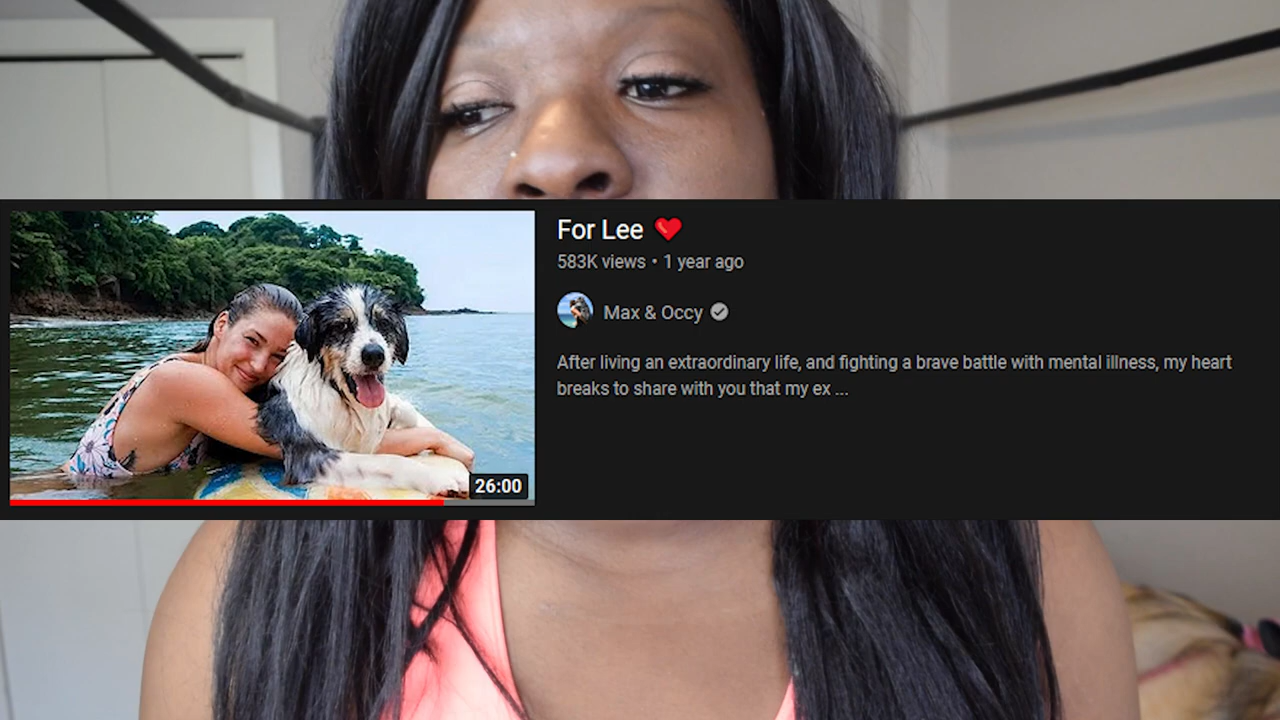 For Lee ❤️
583K views • 1 year ago
Max & Occy
After living an extraordinary life, and fighting a brave battle with mental illness, my heart
breaks to share with you that my ex ...
26:00